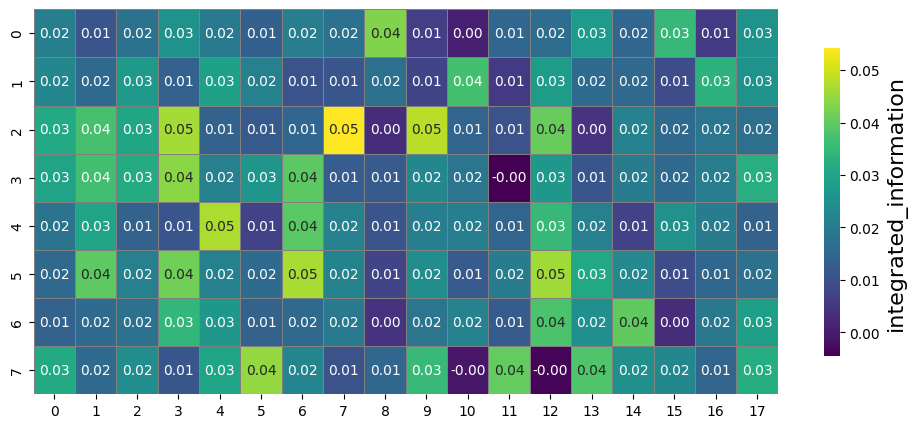 0 0.02 0.01 0.02 0.03 0.02 0.01 0.02 0.02 0.04 0.01 0.00 0.01 0.02 0.03 0.02 0.03 0.01 0.03
1 0.02 0.02 0.03 0.01 0.03 0.02 0.01 0.01 0.02 0.01 0.04 0.01 0.03 0.02 0.02 0.01 0.03 0.03
2 0.03 0.04 0.03 0.05 0.01 0.01 0.01 0.05 0.00 0.05 0.01 0.01 0.04 0.00 0.02 0.02 0.02 0.02
3 0.03 0.04 0.03 0.04 0.02 0.03 0.04 0.01 0.01 0.02 0.02 -0.00 0.03 0.01 0.02 0.02 0.02 0.03
4 0.02 0.03 0.01 0.01 0.05 0.01 0.04 0.02 0.01 0.02 0.02 0.02 0.03 0.02 0.01 0.03 0.02 0.01
5 0.02 0.04 0.02 0.04 0.02 0.02 0.05 0.02 0.01 0.02 0.01 0.02 0.05 0.03 0.02 0.01 0.01 0.02
6 0.01 0.02 0.02 0.03 0.03 0.01 0.02 0.02 0.00 0.02 0.02 0.01 0.04 0.02 0.04 0.00 0.02 0.03
7 0.03 0.02 0.02 0.01 0.03 0.04 0.02 0.01 0.01 0.03 -0.00 0.04 -0.00 0.04 0.02 0.02 0.01 0.03
0 1 2 3 4 5 6 7 8 9 10 11 12 13 14 15 16 17
0.05
0.04
0.03
0.02
0.01
0.00
integrated_information